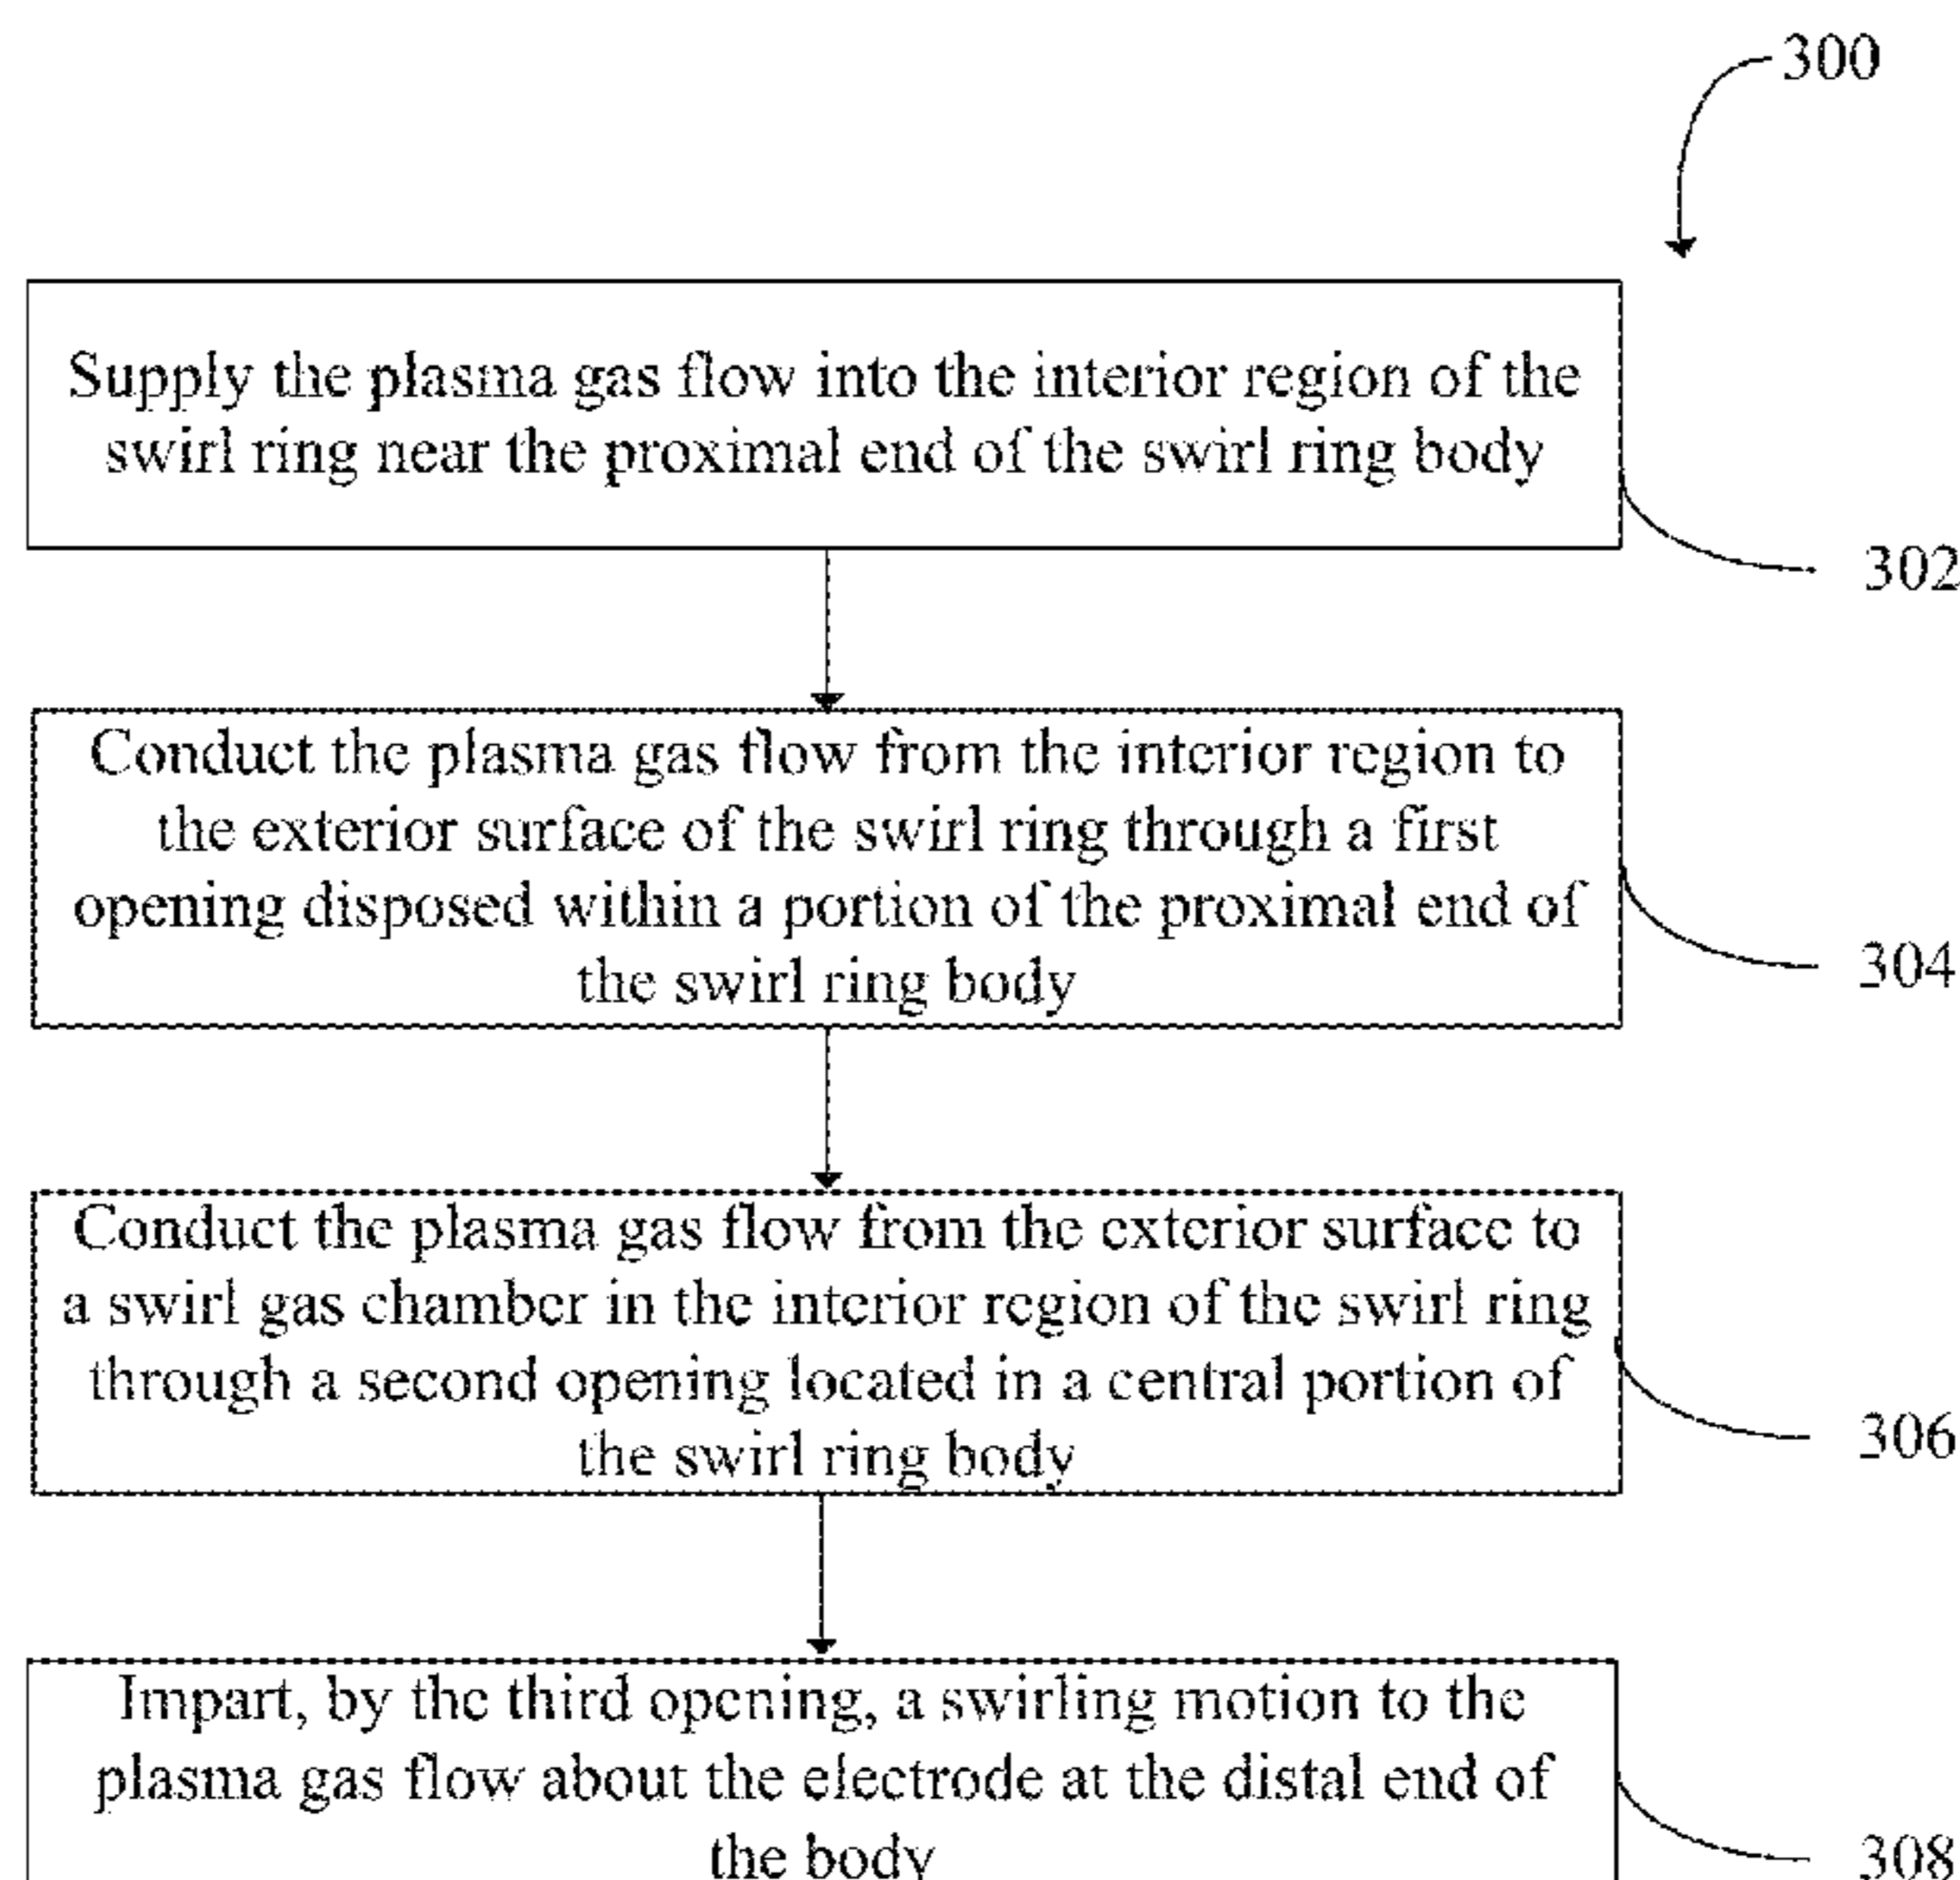 300
Supply the plasma gas flow into the interior region of the
swirl ring near the proximal end of the swirl ring body
302
Conduct the plasma gas flow from the interior region to
the exterior surface of the swirl ring through a first
opening disposed within a portion of the proximal end of
the swirl ring body
304
Conduct the plasma gas flow from the exterior surface to
a swirl gas chamber in the interior region of the swirl ring
through a second opening located in a central portion of
the swirl ring body
306
Impart, by the third opening, a swirling motion to the
plasma gas flow about the electrode at the distal end of
the body
308